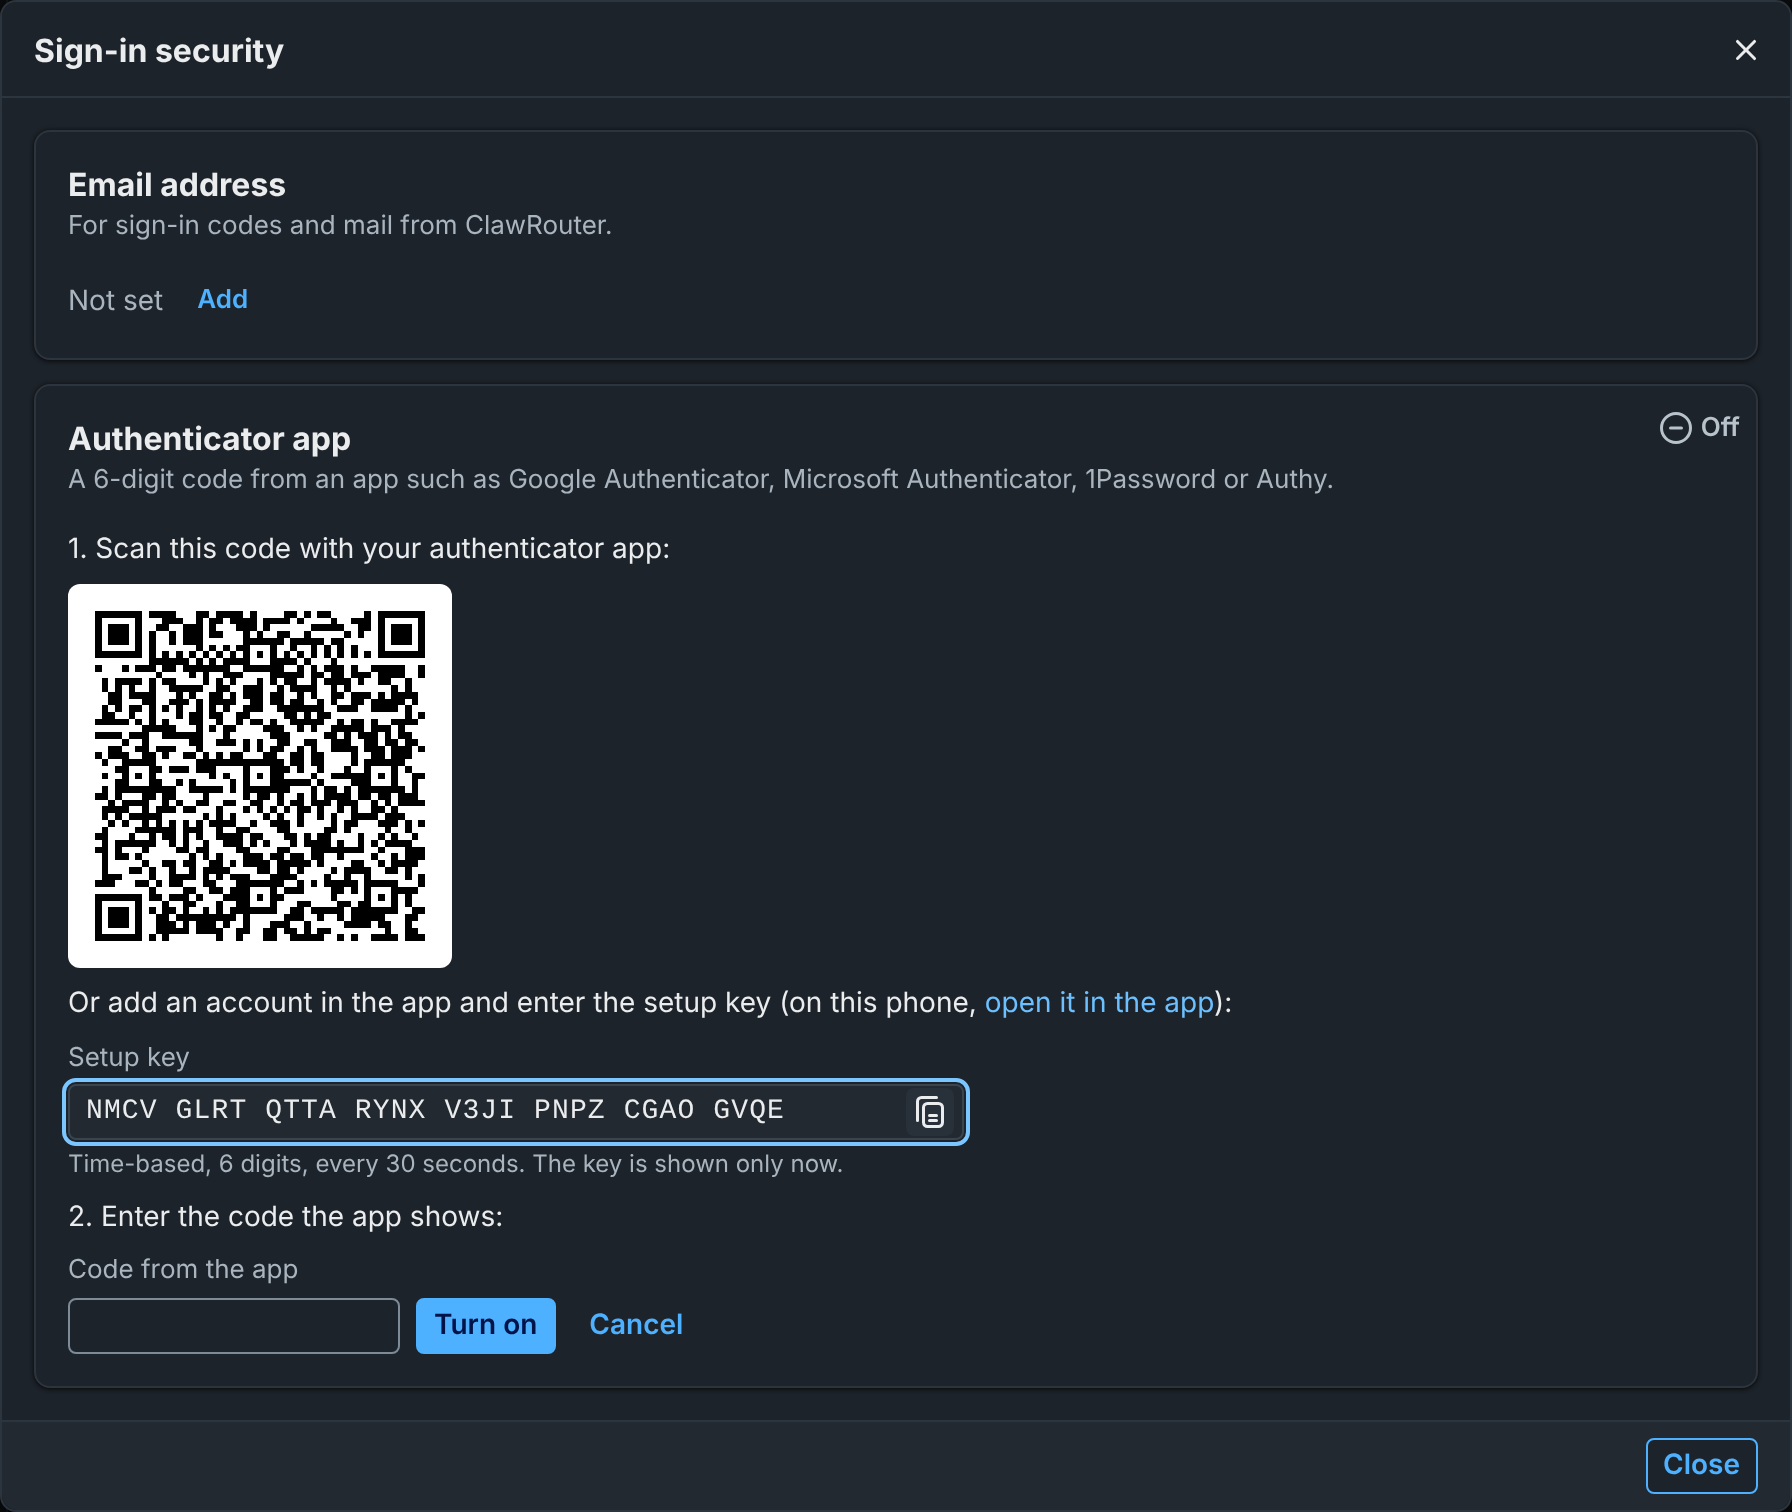 Sign-in security
Email address
For sign-in codes and mail from ClawRouter.
Not set Add
Authenticator app
Off
A 6-digit code from an app such as Google Authenticator, Microsoft Authenticator, 1Password or Authy.
1. Scan this code with your authenticator app:
Or add an account in the app and enter the setup key (on this phone, open it in the app):
Setup key
NMCV GLRT QTTA RYNX V3JI PNPZ CGAO GVQE
Time-based, 6 digits, every 30 seconds. The key is shown only now.
2. Enter the code the app shows:
Code from the app
Turn on Cancel
Close